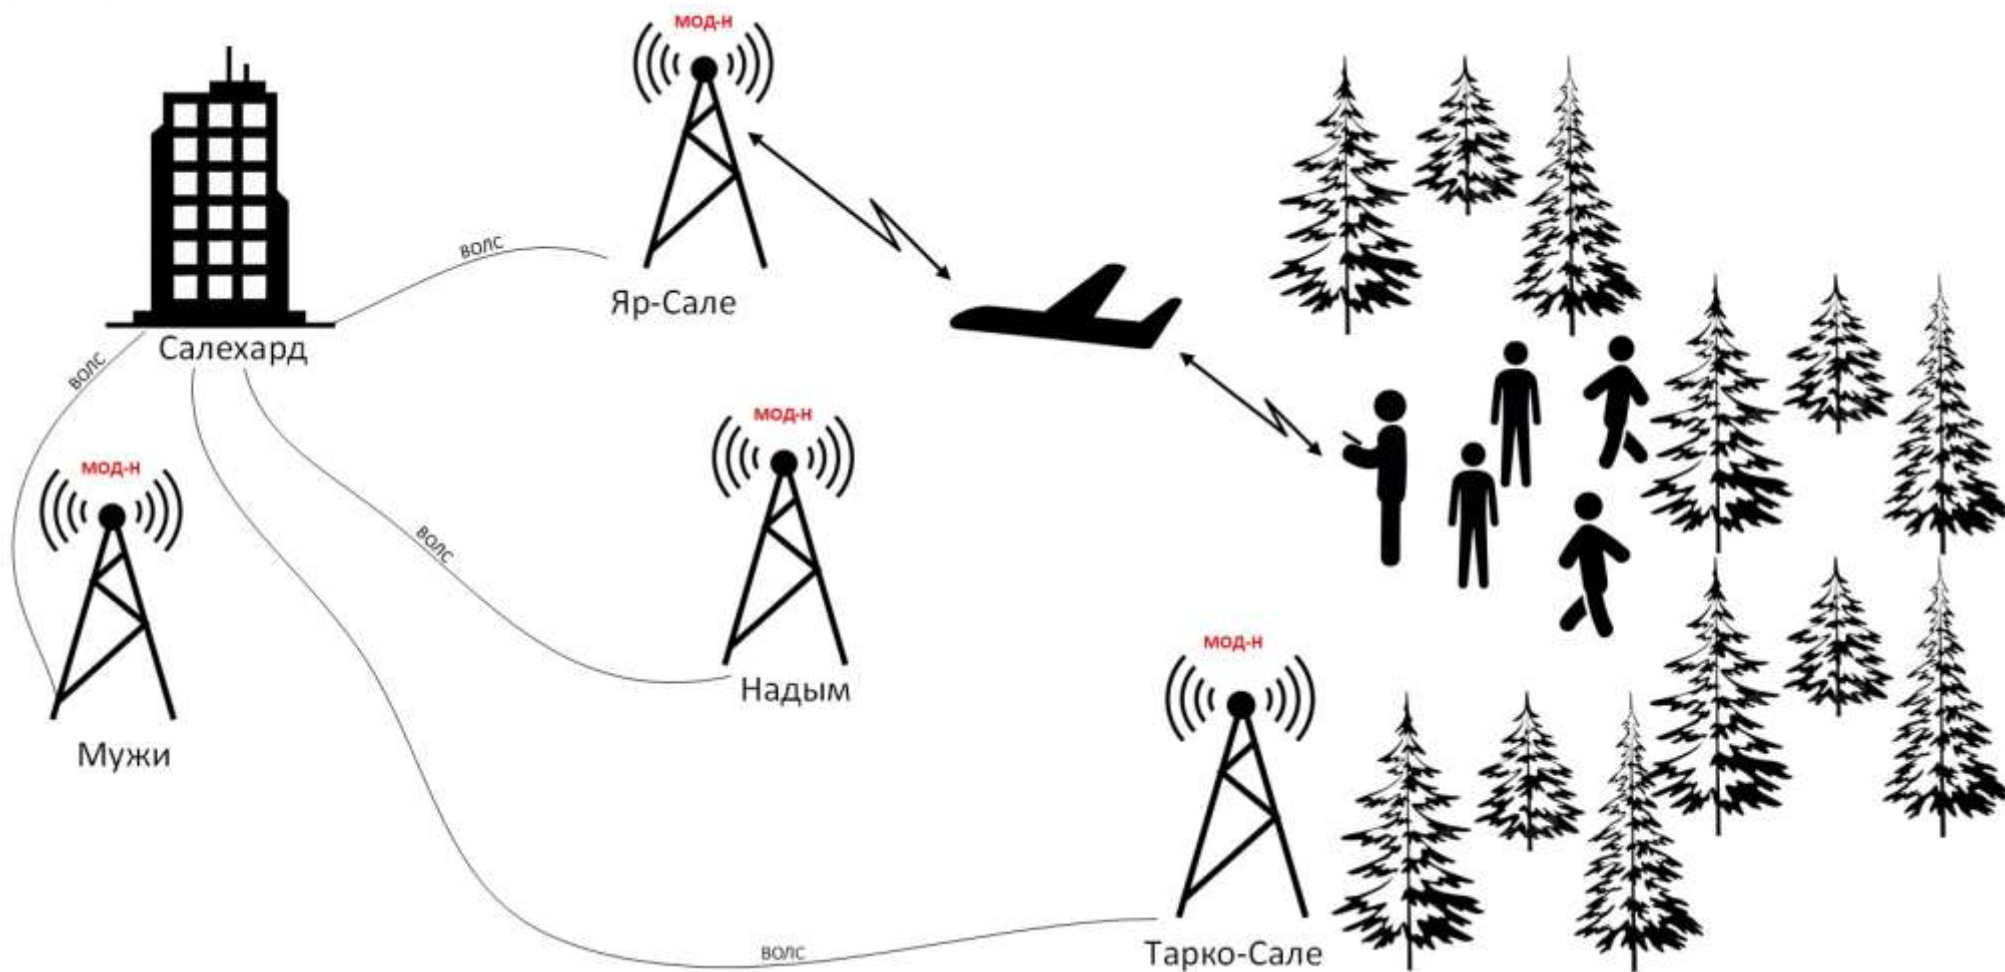 МОД-Н
ВОЛС
Яр-Сале
Салехард
ВОЛС
МОД-Н
МОД-Н
ВОЛС
МОД-Н
Надым
Мужи
ВОЛС
Тарко-Сале